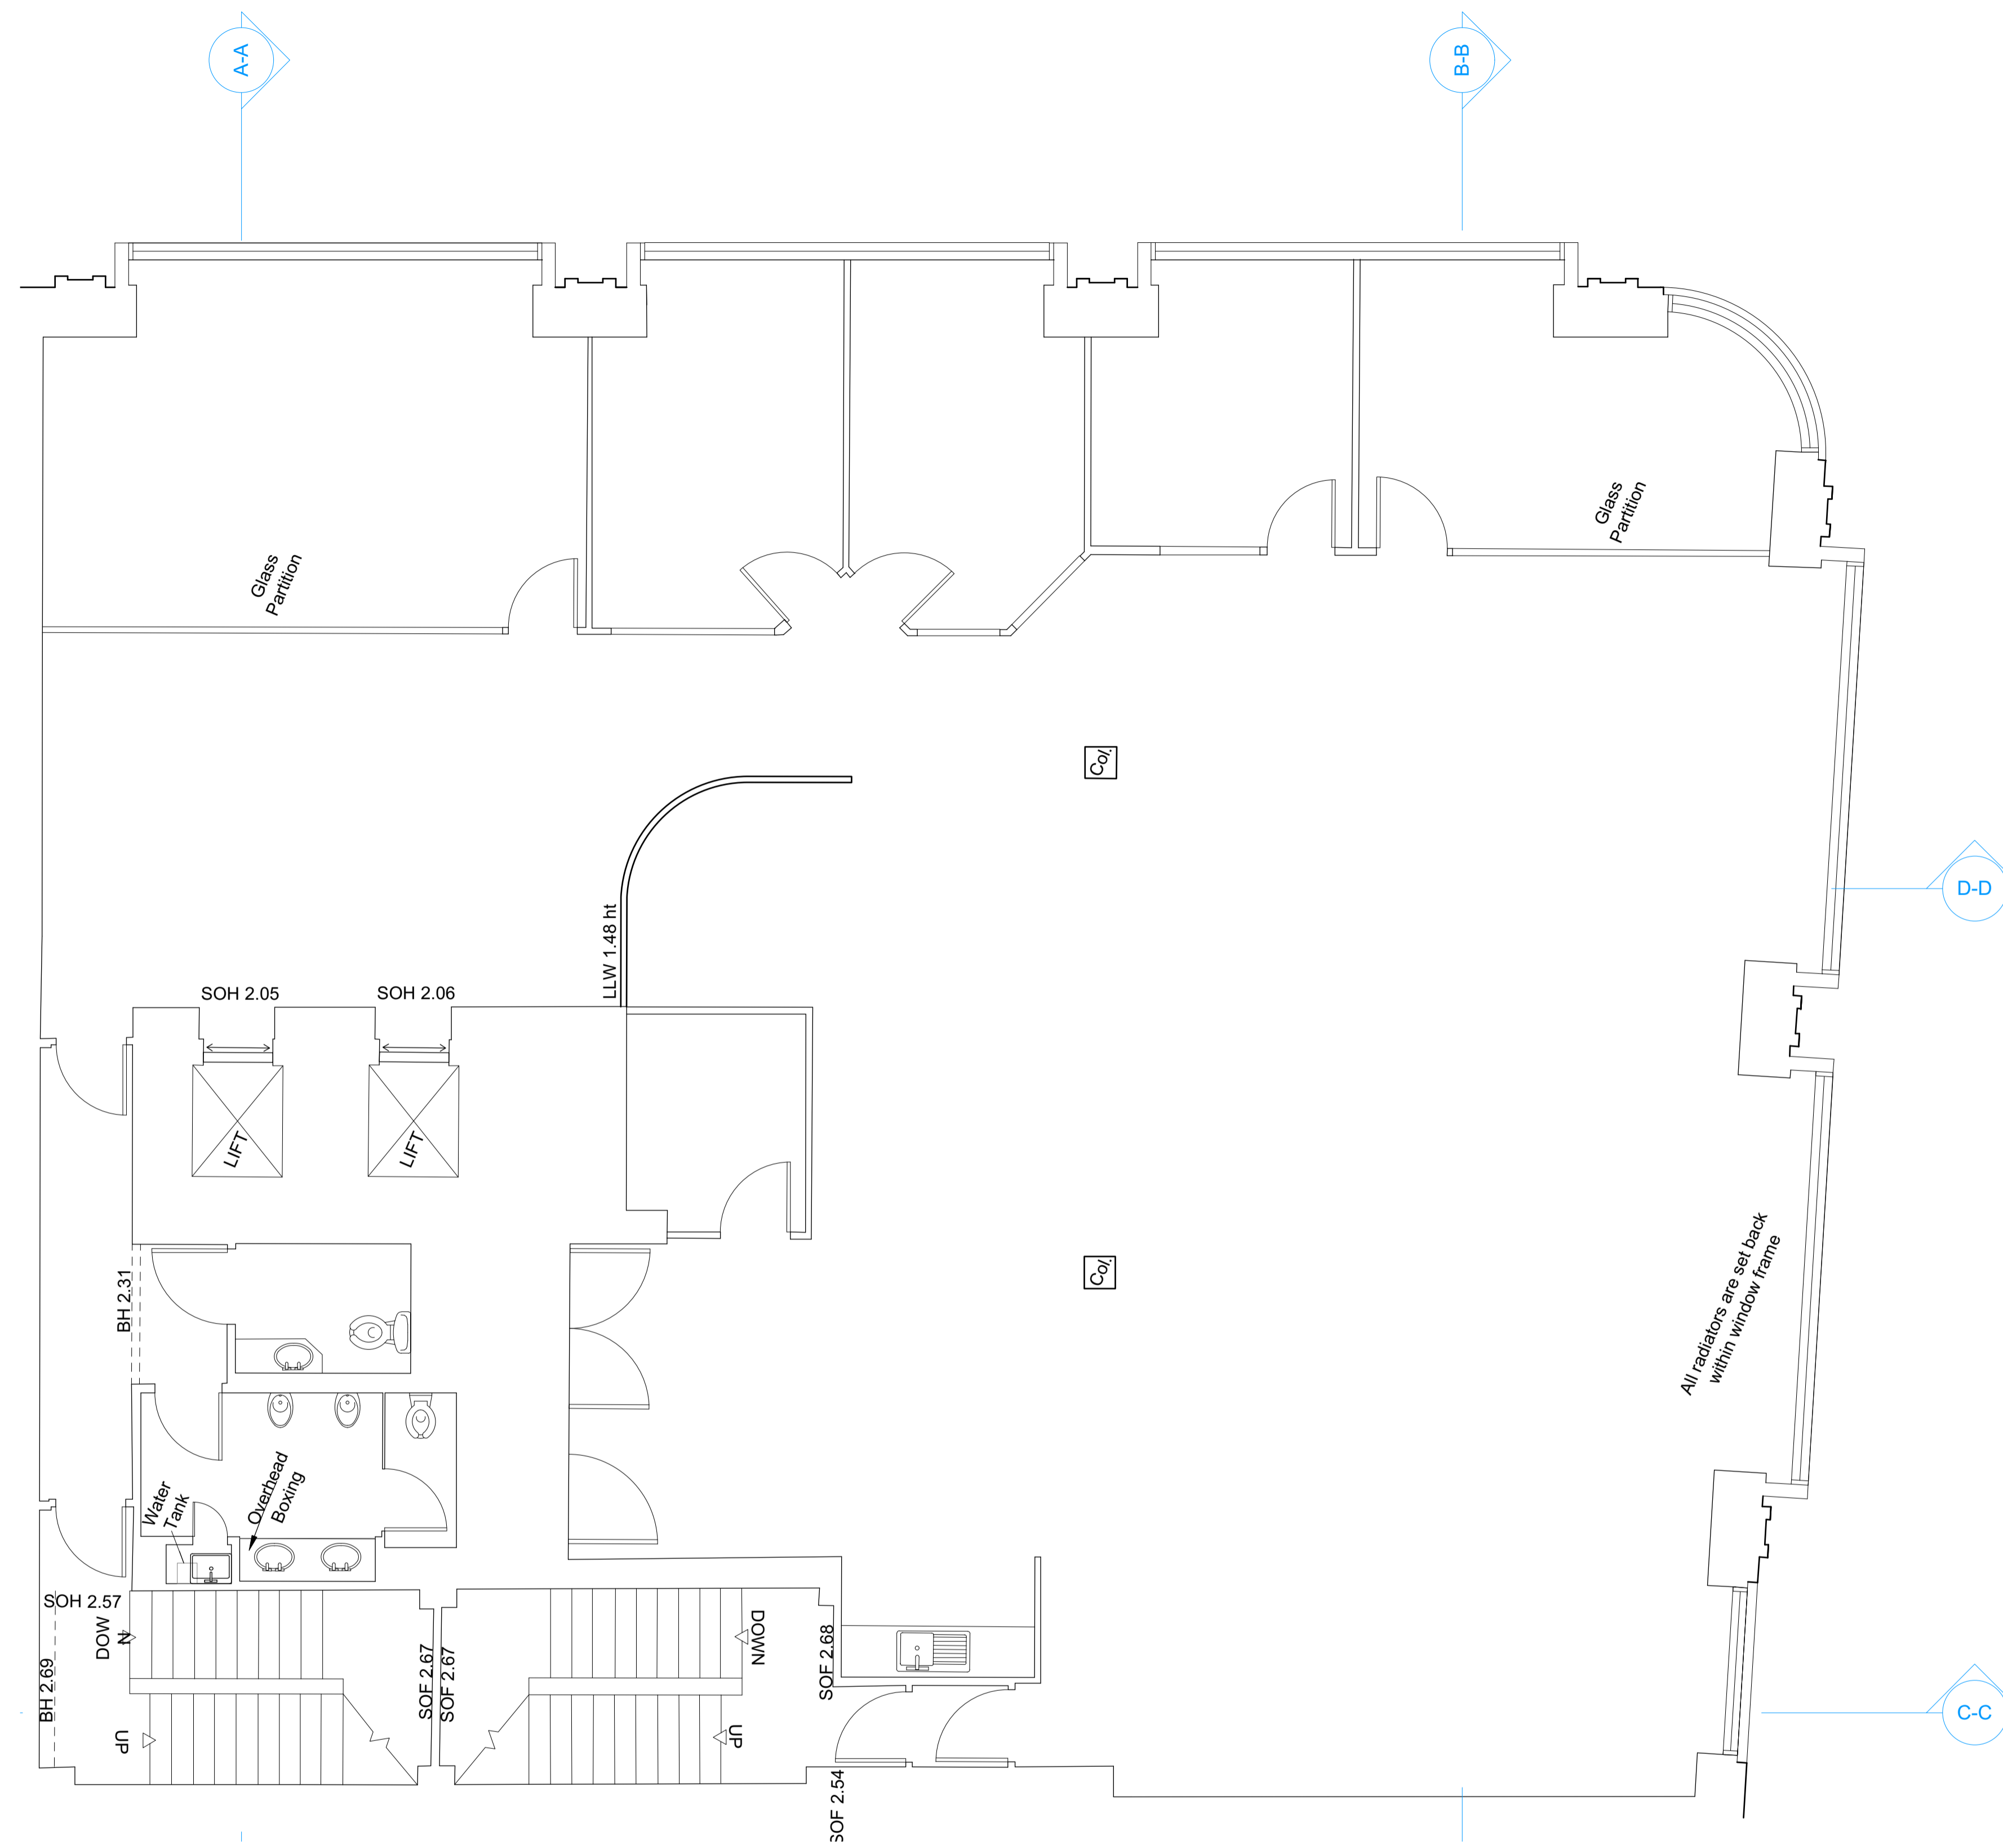 A-A
B-B
Glass
Partition
Glass
Partition
Col.
D-D
LLW 1.48 ht
SOH 2.05
SOH 2.06
LIFT
LIFT
Col.
All radiators are set back
within window frame
BH 2.31
Water
Tank
Overhead
Boxing
SOH 2.57
DOW
N
DOWN
BH 2.69
SOF 2.67
SOF 2.67
SOF 2.68
UP
UP
C-C
SOF 2.54